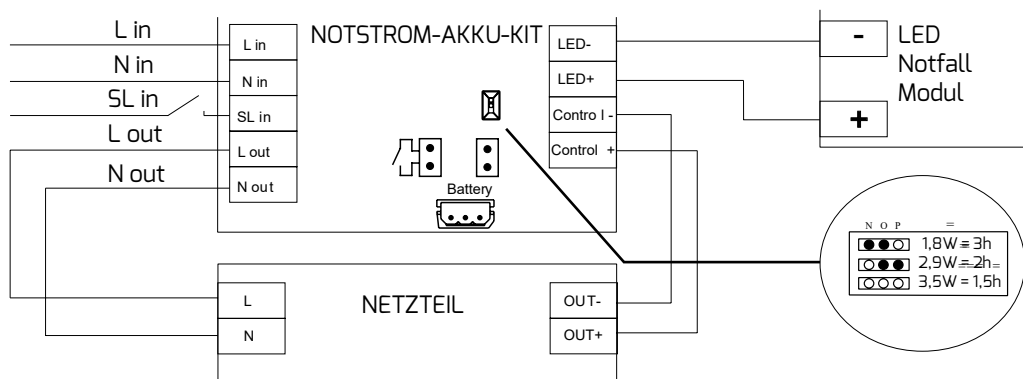 L in
N in
SL in
L out
N out
L in
N in
SL in
L out
N out
NOTSTROM-AKKU-KIT
Battery
LED-
LED+
Contro l -
Control +
-
+
LED
Notfall
Modul
L
N
NETZTEIL
OUT-
OUT+
N O P =
1,8W = 3h
2,9W = 2h
3,5W = 1,5h